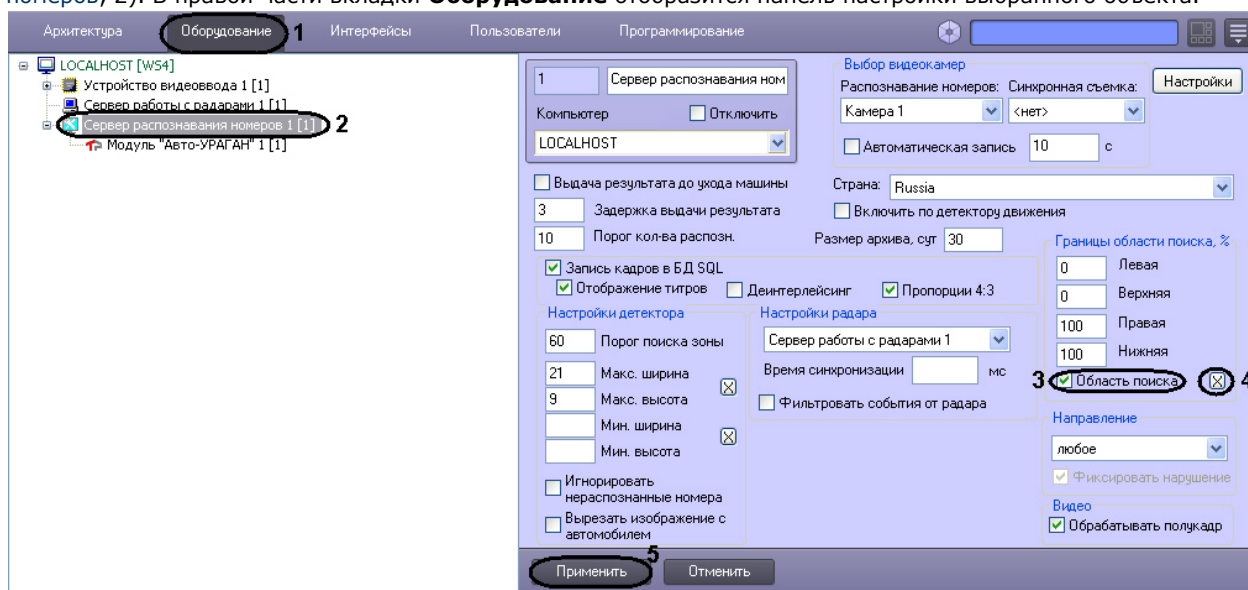 номеров, 2). В правой части вкладки Оборудование отобразится панель настройки выбранного объекта.
Архитектура Оборудование 1 Интерфейсы Пользователи Программирование
LOCALHOST [WS4]
Устройство видеоввода 1 [1]
Сервер работы с радарами 1 [1]
Сервер распознавания номеров 1 [1] 2
Модуль "Авто-УРАГАН" 1 [1]
1 Сервер распознавания ном
Компьютер Отключить
LOCALHOST
Выбор видеокамер
Распознавание номеров: Синхронная съемка: Настройки
Камера 1 <нет>
Автоматическая запись 10 с
Выдача результата до ухода машины
3 Задержка выдачи результата
10 Порог кол-ва распозн.
Страна: Russia
Включить по детектору движения
Размер архива, сут 30
Запись кадров в БД SQL
Отображение титров Деинтерлейсинг Пропорции 4:3
Настройки детектора
60 Порог поиска зоны
21 Макс. ширина
9 Макс. высота
Мин. ширина
Мин. высота
Игнорировать
нераспознанные номера
Вырезать изображение с
автомобилем
Настройки радара
Сервер работы с радарами 1
Время синхронизации мс
Фильтровать события от радара
Границы области поиска, %
0 Левая
0 Верхняя
100 Правая
100 Нижняя
3 Область поиска 4
Направление
любое
Фиксировать нарушение
Видео
Обрабатывать полукадр
5
Применить Отменить